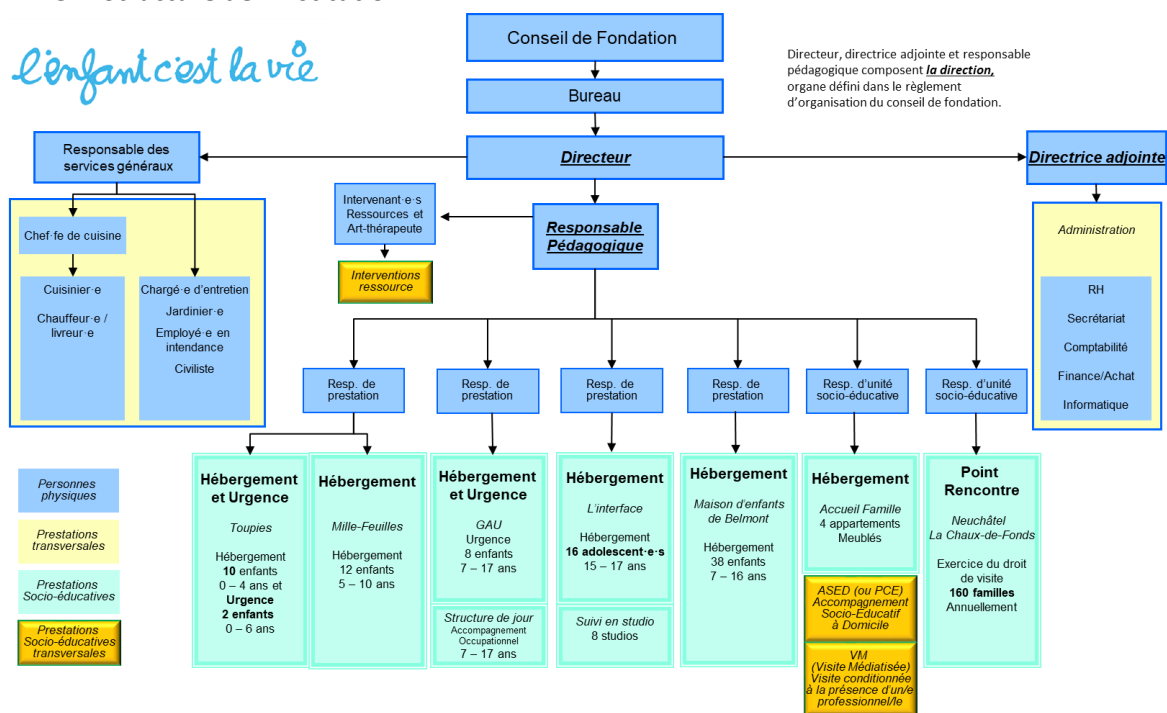 l'enfant c'est la vie
Conseil de Fondation
Bureau
Directeur, directrice adjointe et responsable
pédagogique composent la direction,
organe défini dans le règlement
d'organisation du conseil de fondation.
Responsable des
services généraux
Directeur
Directrice adjointe
Intervenant·e·s
Ressources et
Art-thérapeute
Responsable
Pédagogique
Interventions
ressource
Chef·fe de cuisine
Cuisinier·e
Chauffeur·e /
livreur·e
Chargé·e d'entretien
Jardinier·e
Employé·e en
intendance
Civiliste
Administration
RH
Secrétariat
Comptabilité
Finance/Achat
Informatique
Resp. de
prestation
Resp. de
prestation
Resp. de
prestation
Resp. de
prestation
Resp. d'unité
socio-éducative
Resp. d'unité
socio-éducative
Hébergement
et Urgence
Toupies
Hébergement
10 enfants
0 – 4 ans et
Urgence
2 enfants
0 – 6 ans
Hébergement
Mille-Feuilles
Hébergement
12 enfants
5 – 10 ans
Hébergement
et Urgence
GAU
Urgence
8 enfants
7 – 17 ans
Structure de jour
Accompagnement
Occupationnel
7 – 17 ans
Hébergement
L'interface
Hébergement
16 adolescent·e·s
15 – 17 ans
Suivi en studio
8 studios
Hébergement
Maison d'enfants
de Belmont
Hébergement
38 enfants
7 – 16 ans
Hébergement
Accueil Famille
4 appartements
Meublés
ASED (ou PCE)
Accompagnement
Socio-Éducatif
à Domicile
VM
(Visite Médiatisée)
Visite conditionnée
à la présence d'un/e
professionnel/le
Point
Rencontre
Neuchâtel
La Chaux-de-Fonds
Exercice du droit
de visite
160 familles
Annuellement
Personnes
physiques
Prestations
transversales
Prestations
Socio-éducatives
Prestations
Socio-éducatives
transversales